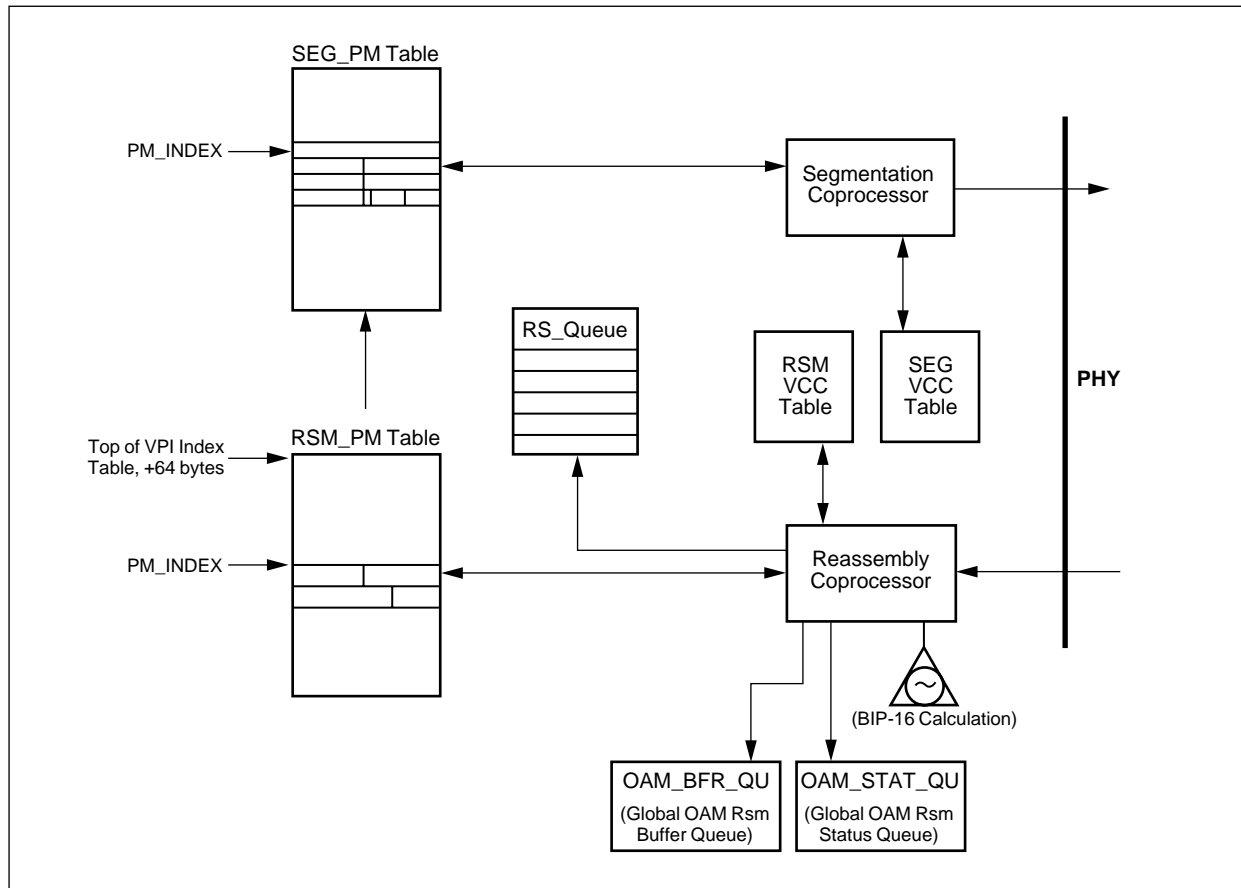 SEG_PM Table
PM_INDEX
Segmentation
Coprocessor
RS_Queue
RSM
VCC
Table
SEG
VCC
Table
PHY
Top of VPI Index
Table, +64 bytes
RSM_PM Table
PM_INDEX
Reassembly
Coprocessor
(BIP-16 Calculation)
OAM_BFR_QU
(Global OAM Rsm
Buffer Queue)
OAM_STAT_QU
(Global OAM Rsm
Status Queue)